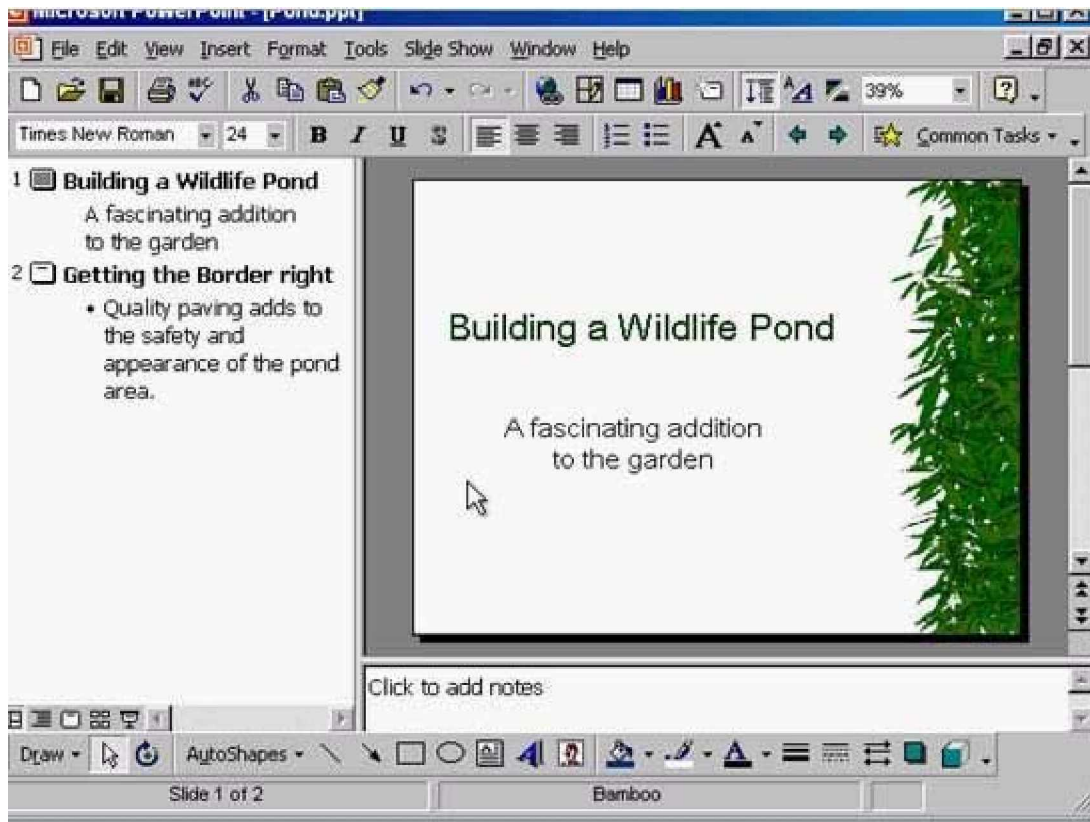 Microsoft PowerPoint - [Pond.ppt]
File Edit View Insert Format Tools Slide Show Window Help
39%
Times New Roman 24 B I U S A A Common Tasks
1 Building a Wildlife Pond
A fascinating addition
to the garden
2 Getting the Border right
• Quality paving adds to
the safety and
appearance of the pond
area.
Building a Wildlife Pond
A fascinating addition
to the garden
Click to add notes
Draw AutoShapes
Slide 1 of 2 Bamboo